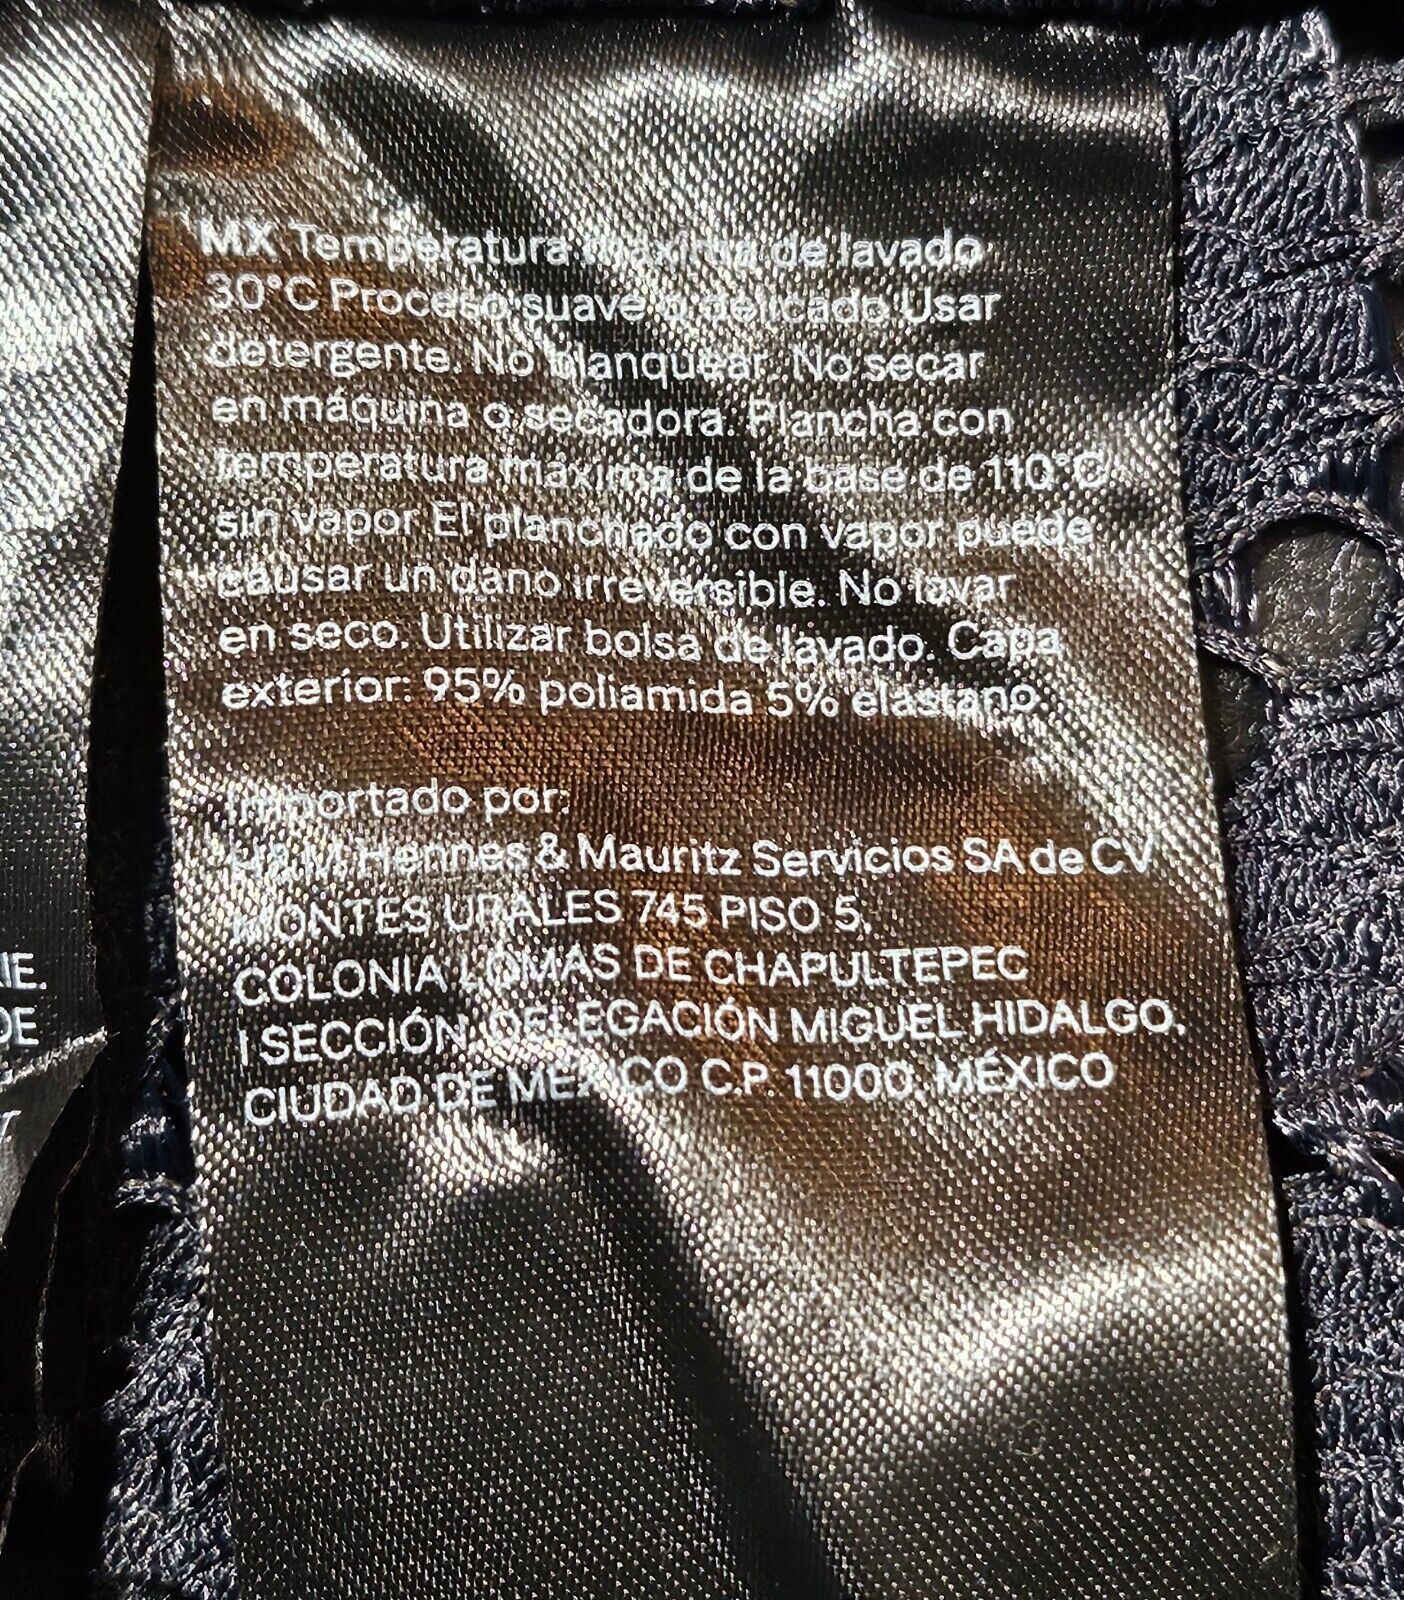 MX Temperatura máxima de lavado
30°C Proceso suave o delicado Usar
detergente. No blanquear. No secar
en máquina o secadora. Plancha con
temperatura máxima de la base de 110°C
sin vapor El planchado con vapor puede
causar un daño irreversible. No lavar
en seco. Utilizar bolsa de lavado. Capa
exterior: 95% poliamida 5% elastano.
Importado por:
H&M Hennes & Mauritz Servicios SA de CV
MONTES URALES 745 PISO 5,
COLONIA LOMAS DE CHAPULTEPEC
I SECCIÓN, DELEGACIÓN MIGUEL HIDALGO,
CIUDAD DE MÉXICO C.P. 11000, MÉXICO
DE